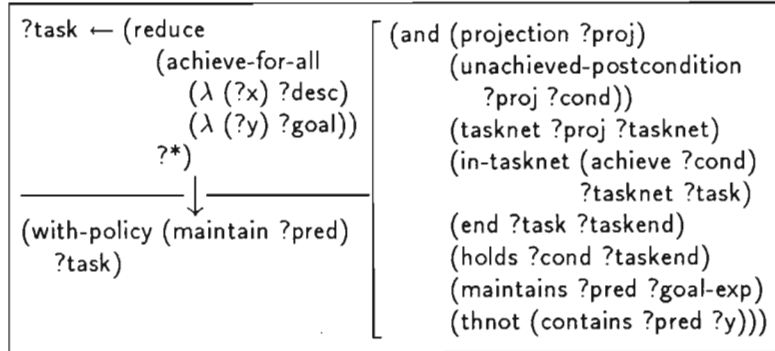 ?task ← (reduce
(achieve-for-all
(λ (?x) ?desc)
(λ (?y) ?goal))
?*)
(with-policy (maintain ?pred)
?task)
(and (projection ?proj)
(unachieved-postcondition
?proj ?cond))
(tasknet ?proj ?tasknet)
(in-tasknet (achieve ?cond)
?tasknet ?task)
(end ?task ?taskend)
(holds ?cond ?taskend)
(maintains ?pred ?goal-exp)
(thnot (contains ?pred ?y)))